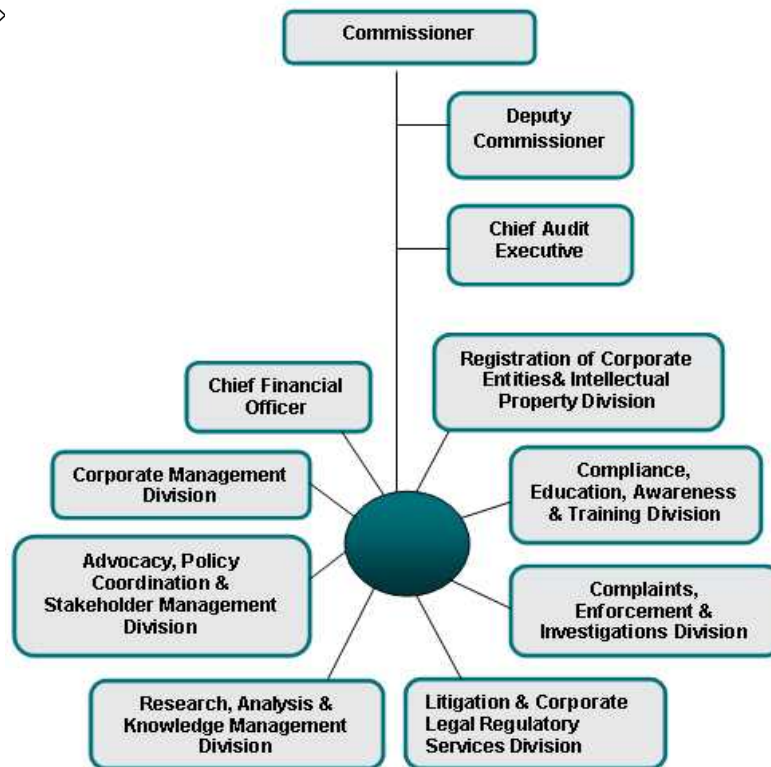 Commissioner
Deputy
Commissioner
Chief Audit
Executive
Chief Financial
Officer
Registration of Corporate
Entities& Intellectual
Property Division
Corporate Management
Division
Compliance,
Education, Awareness
& Training Division
Advocacy, Policy
Coordination &
Stakeholder Management
Division
Complaints,
Enforcement &
Investigations Division
Research, Analysis &
Knowledge Management
Division
Litigation & Corporate
Legal Regulatory
Services Division